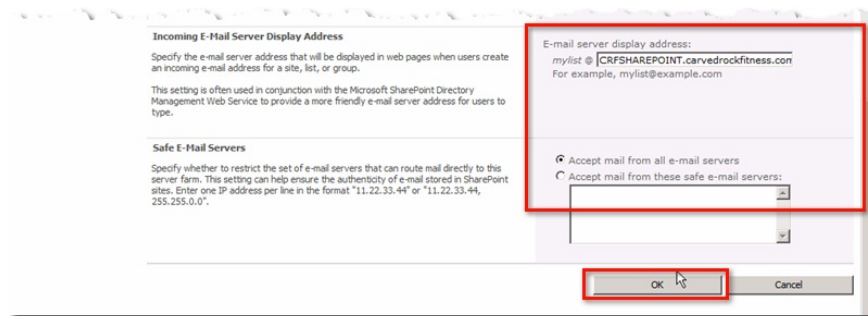 Incoming E-Mail Server Display Address
Specify the e-mail server address that will be displayed in web pages when users create
an incoming e-mail address for a site, list, or group.
This setting is often used in conjunction with the Microsoft SharePoint Directory
Management Web Service to provide a more friendly e-mail server address for users to
type.
E-mail server display address:
mylist @ CRFSHAREPOINT.carvedrockfitness.com
For example, mylist@example.com
Safe E-Mail Servers
Specify whether to restrict the set of e-mail servers that can route mail directly to this
server farm. This setting can help ensure the authenticity of e-mail stored in SharePoint
sites. Enter one IP address per line in the format "11.22.33.44" or "11.22.33.44,
255.255.0.0".
Accept mail from all e-mail servers
Accept mail from these safe e-mail servers:
OK
Cancel